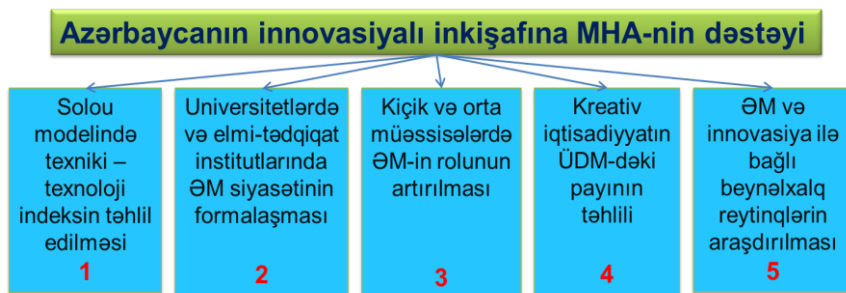 Azərbaycanın innovasiyalı inkişafına MHA-nin dəstəyi
Solou
modelində
texniki –
texnoloji
indeksin təhlil
edilməsi
1
Universitetlərdə
və elmi-tədqiqat
institutlarında
ƏM siyasətinin
formalaşması
2
Kiçik və orta
müəssisələrdə
ƏM-in rolunun
artırılması
3
Kreativ
iqtisadiyyatın
ÜDM-dəki
payının
təhlili
4
ƏM və
innovasiya ilə
bağlı
beynəlxalq
reytinqlərin
araşdırılması
5